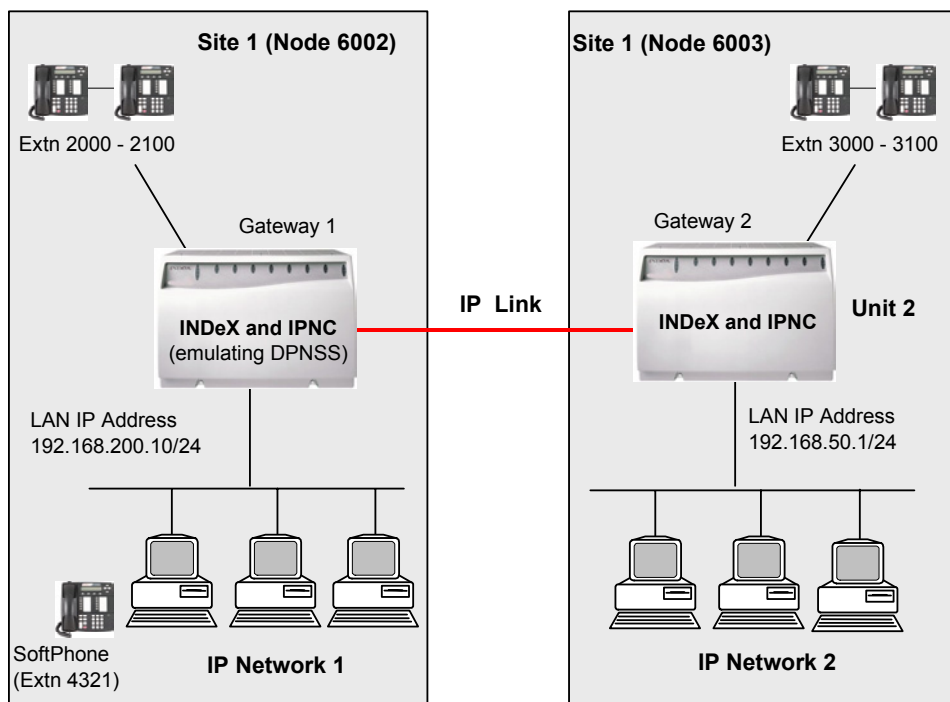 Site 1 (Node 6002)
Extn 2000 - 2100
Gateway 1
INDeX and IPNC
(emulating DPNSS)
LAN IP Address
192.168.200.10/24
SoftPhone
(Extn 4321)
IP Network 1
IP Link
Site 1 (Node 6003)
Extn 3000 - 3100
Gateway 2
INDeX and IPNC
Unit 2
LAN IP Address
192.168.50.1/24
IP Network 2